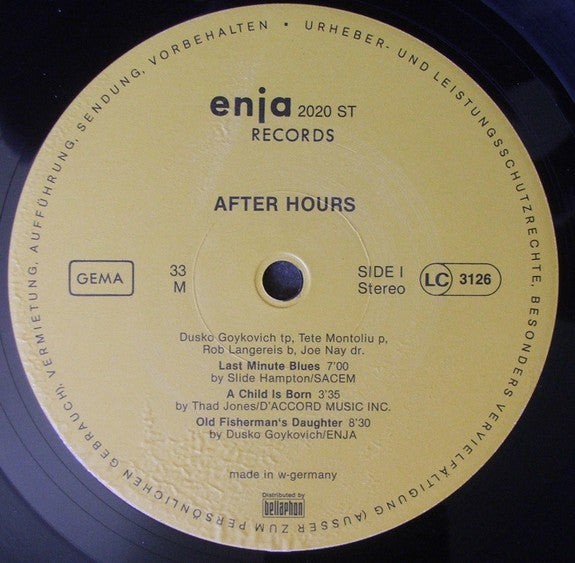 URHEBER- UND LEISTUNGSSCHUTZRECHTE, BESONDERS VERVIELFÄLTIGUNG (AUSSER ZUM PERSÖNLICHEN GEBRAUCH), VERMIETUNG, AUFFÜHRUNG, SENDUNG, VORBEHALTEN •
enja 2020 ST
RECORDS
AFTER HOURS
GEMA
33
M
SIDE I
Stereo
LC 3126
Dusko Goykovich tp, Tete Montoliu p,
Rob Langereis b, Joe Nay dr.
Last Minute Blues 7'00
by Slide Hampton/SACEM
A Child Is Born 3'35
by Thad Jones/D'ACCORD MUSIC INC.
Old Fisherman's Daughter 8'30
by Dusko Goykovich/ENJA
made in w-germany
Distributed by
bellaphon